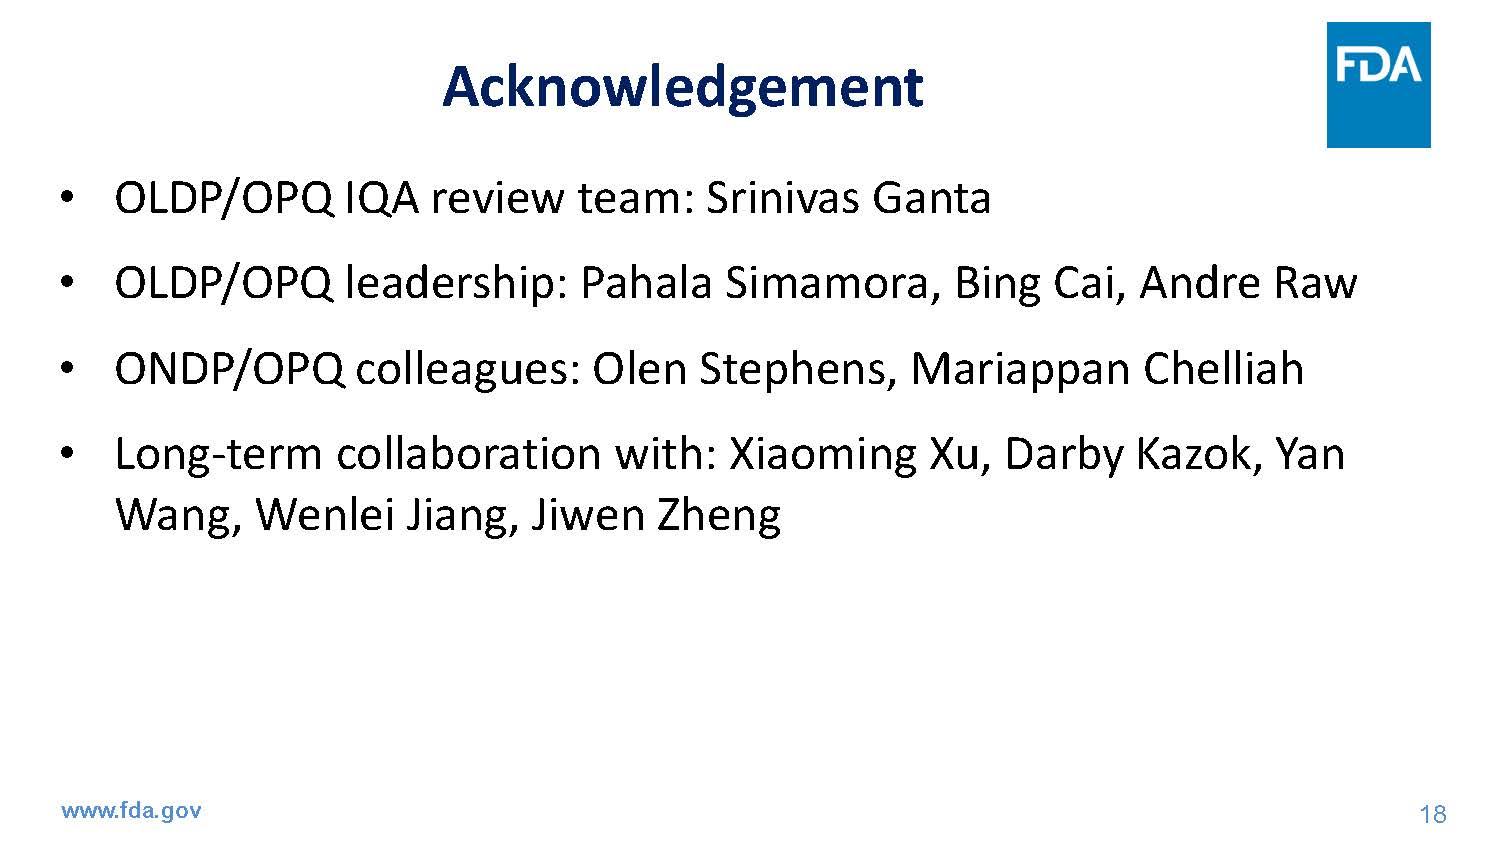 Acknowledgement
FDA
• OLDP/OPQ IQA review team: Srinivas Ganta
• OLDP/OPQ leadership: Pahala Simamora, Bing Cai, Andre Raw
• ONDP/OPQ colleagues: Olen Stephens, Mariappan Chelliah
• Long-term collaboration with: Xiaoming Xu, Darby Kazok, Yan
Wang, Wenlei Jiang, Jiwen Zheng
www.fda.gov
18